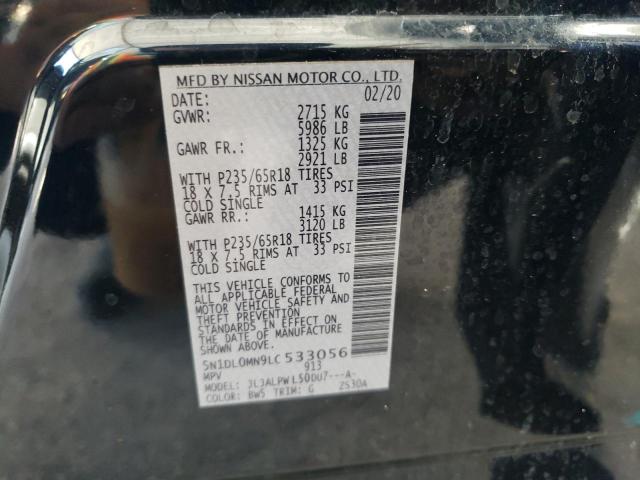 MFD BY NISSAN MOTOR CO., LTD.
DATE: 02/20
GVWR: 2715 KG
5986 LB
GAWR FR.: 1325 KG
2921 LB
WITH P235/65R18 TIRES
18 X 7.5 RIMS AT 33 PSI
COLD SINGLE
GAWR RR.: 1415 KG
3120 LB
WITH P235/65R18 TIRES
18 X 7.5 RIMS AT 33 PSI
COLD SINGLE
THIS VEHICLE CONFORMS TO
ALL APPLICABLE FEDERAL
MOTOR VEHICLE SAFETY AND
THEFT PREVENTION
STANDARDS IN EFFECT ON
THE DATE OF MANUFACTURE
SHOWN ABOVE.
5N1DL0MN9LC 533056
MPV 913
MODEL: JL3ALPW L50DU7---A-
COLOR: BW5 TRIM: G 2530A